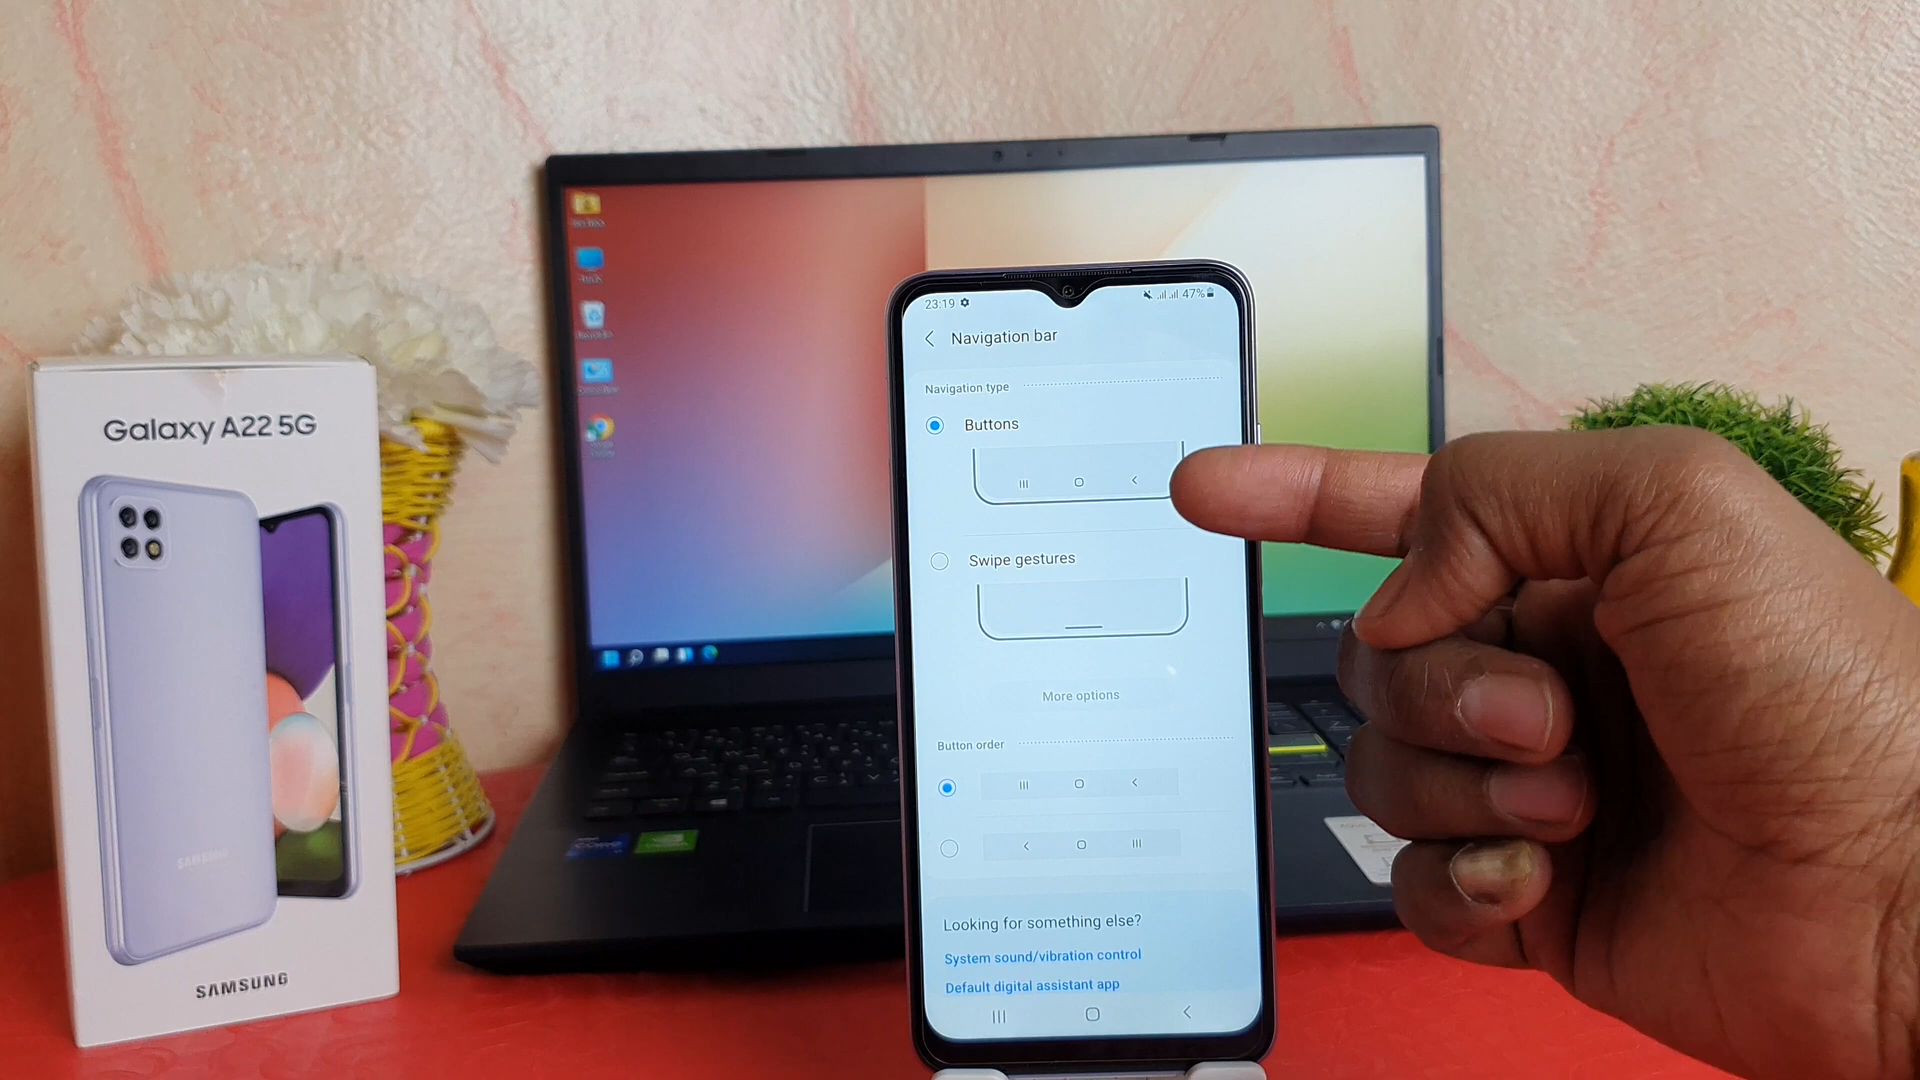 Galaxy A22 5G
SAMSUNG
SAMSUNG
23:19
47%
Navigation bar
Navigation type
Buttons
Swipe gestures
More options
Button order
Looking for something else?
System sound/vibration control
Default digital assistant app